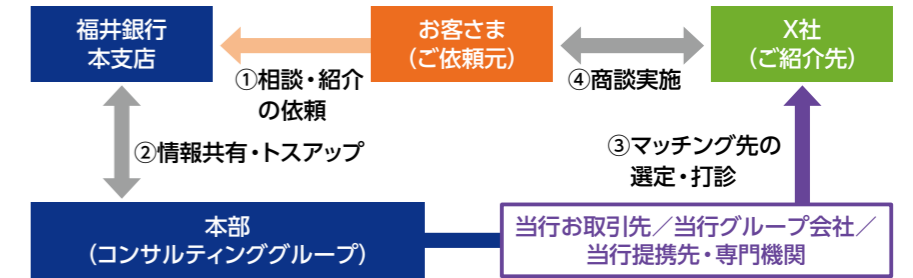 福井銀行
本支店
お客さま
(ご依頼元)
X社
(ご紹介先)
①相談・紹介
の依頼
④商談実施
②情報共有・トスアップ
③マッチング先の
選定・打診
本部
(コンサルティンググループ)
当行お取引先/当行グループ会社/
当行提携先・専門機関